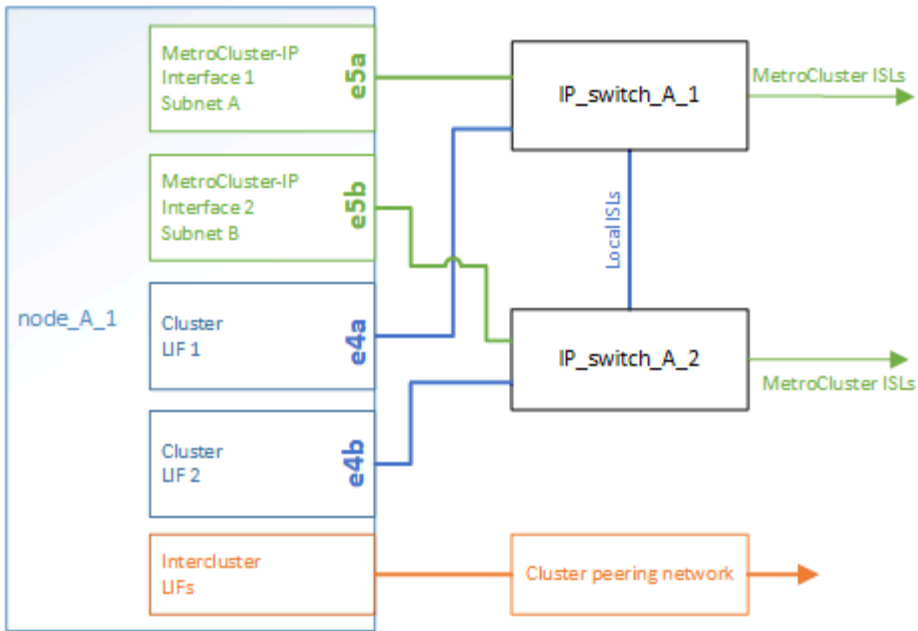 node_A_1
MetroCluster-IP
Interface 1
Subnet A
e5a
MetroCluster-IP
Interface 2
Subnet B
e5b
Cluster
LIF 1
e4a
Cluster
LIF 2
e4b
Intercluster
LIFs
IP_switch_A_1
MetroCluster ISLs
Local ISLs
IP_switch_A_2
MetroCluster ISLs
Cluster peering network